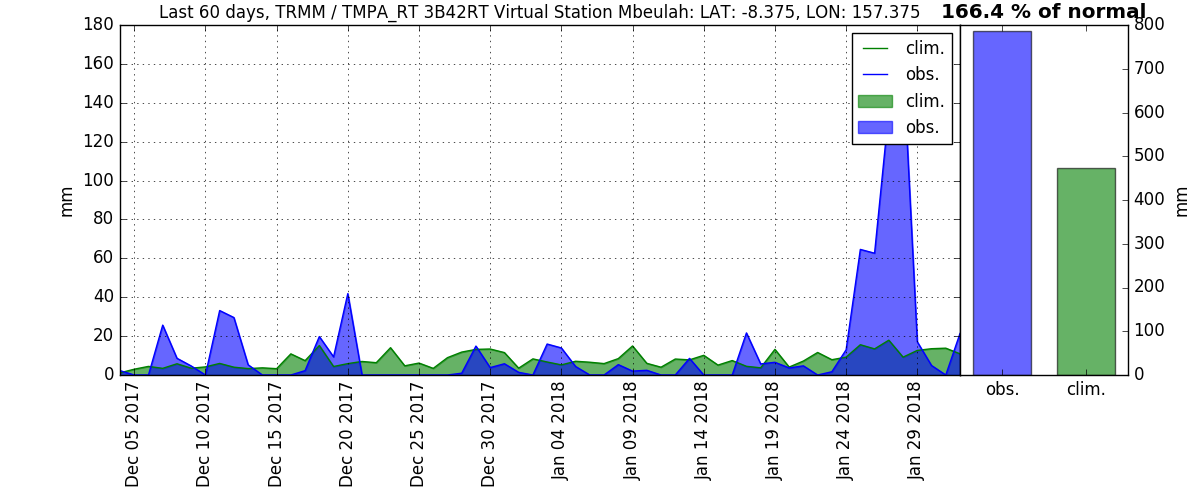 Last 60 days, TRMM / TMPA_RT 3B42RT Virtual Station Mbeulah: LAT: -8.375, LON: 157.375
166.4 % of normal
180
160
140
120
100
80
60
40
20
0
mm
clim.
obs.
clim.
obs.
Dec 05 2017
Dec 10 2017
Dec 15 2017
Dec 20 2017
Dec 25 2017
Dec 30 2017
Jan 04 2018
Jan 09 2018
Jan 14 2018
Jan 19 2018
Jan 24 2018
Jan 29 2018
800
700
600
500
400
300
200
100
0
mm
obs.
clim.